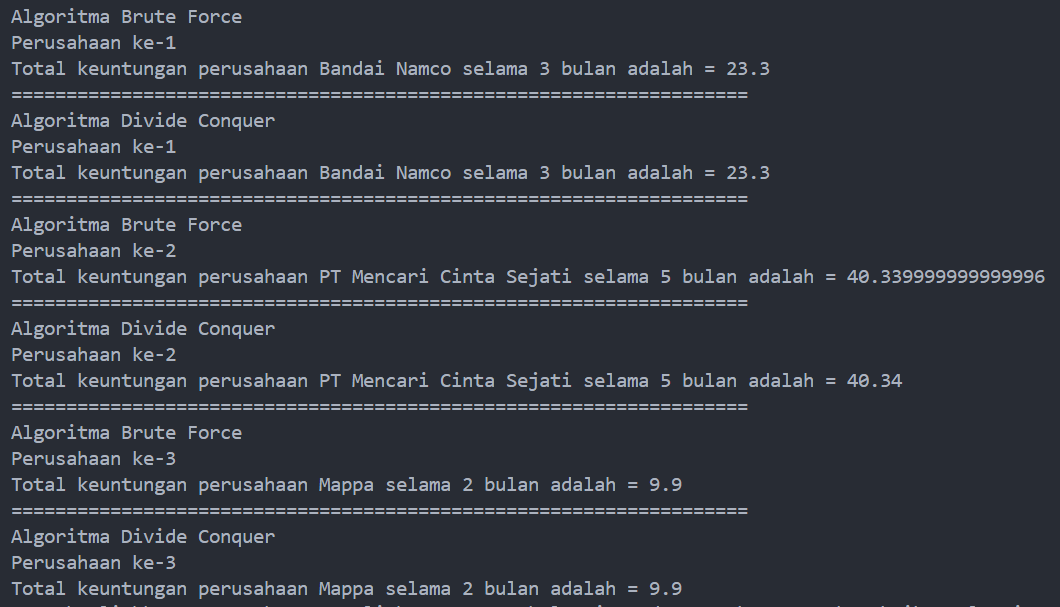 Algoritma Brute Force
Perusahaan ke-1
Total keuntungan perusahaan Bandai Namco selama 3 bulan adalah = 23.3
===================================================================
Algoritma Divide Conquer
Perusahaan ke-1
Total keuntungan perusahaan Bandai Namco selama 3 bulan adalah = 23.3
===================================================================
Algoritma Brute Force
Perusahaan ke-2
Total keuntungan perusahaan PT Mencari Cinta Sejati selama 5 bulan adalah = 40.339999999999996
===================================================================
Algoritma Divide Conquer
Perusahaan ke-2
Total keuntungan perusahaan PT Mencari Cinta Sejati selama 5 bulan adalah = 40.34
===================================================================
Algoritma Brute Force
Perusahaan ke-3
Total keuntungan perusahaan Mappa selama 2 bulan adalah = 9.9
===================================================================
Algoritma Divide Conquer
Perusahaan ke-3
Total keuntungan perusahaan Mappa selama 2 bulan adalah = 9.9